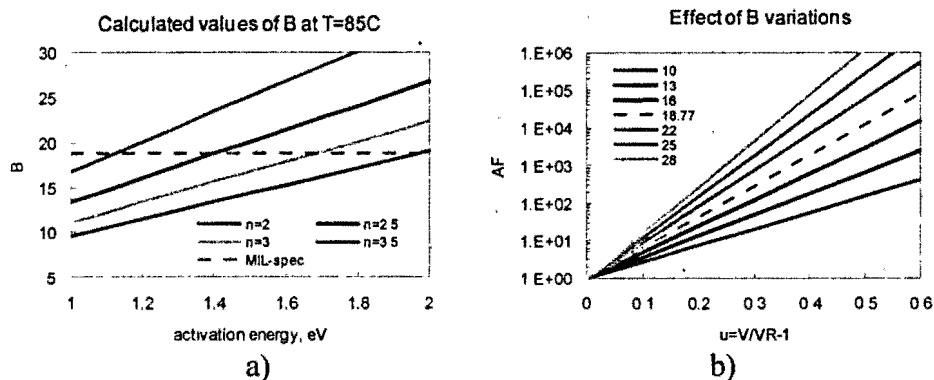 Calculated values of B at T=85C
30
25
20
15
10
5
B
n=2
n=2 5
n=3
n=3 5
MIL-spec
1
1.2
1.4
1.6
1.8
2
activation energy, eV
a)
Effect of B variations
1.E+06
1.E+05
1.E+04
1.E+03
1.E+02
1.E+01
1.E+00
AF
10
13
16
18.77
22
25
28
0
0 1
0 2
0 3
0 4
0 5
0 6
u=V/VR-1
b)